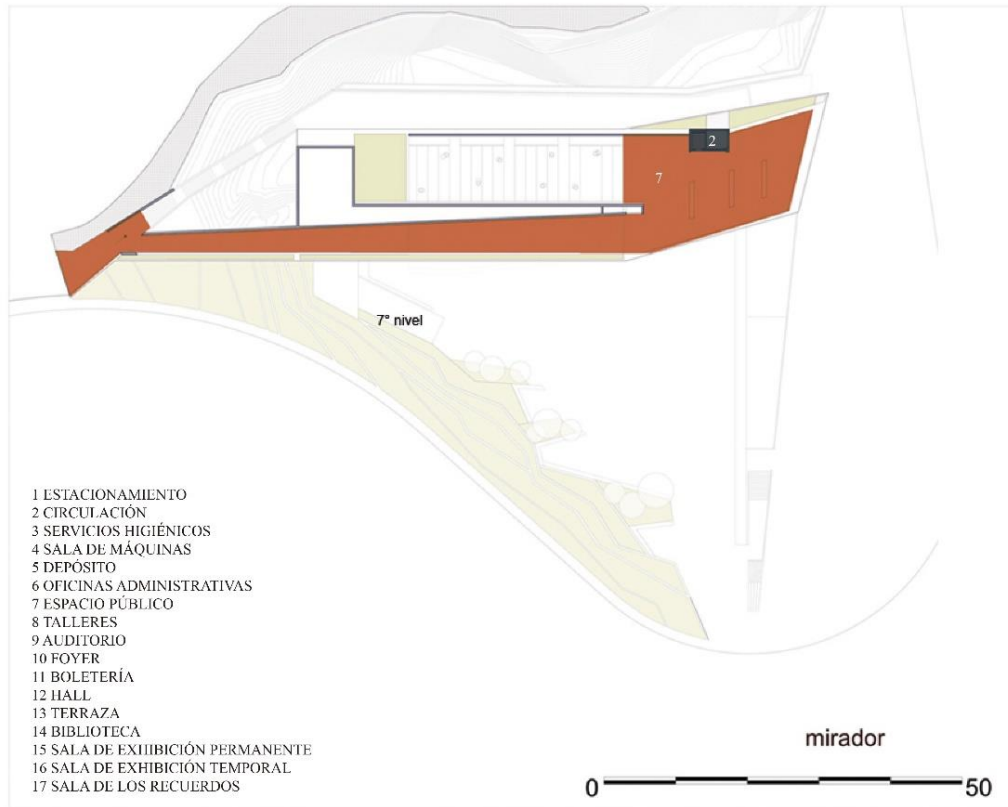 2
7
7° nivel
1 ESTACIONAMIENTO
2 CIRCULACIÓN
3 SERVICIOS HIGIÉNICOS
4 SALA DE MÁQUINAS
5 DEPÓSITO
6 OFICINAS ADMINISTRATIVAS
7 ESPACIO PÚBLICO
8 TALLERES
9 AUDITORIO
10 FOYER
11 BOLETERÍA
12 HALL
13 TERRAZA
14 BIBLIOTECA
15 SALA DE EXHIBICIÓN PERMANENTE
16 SALA DE EXHIBICIÓN TEMPORAL
17 SALA DE LOS RECUERDOS
mirador
0 50